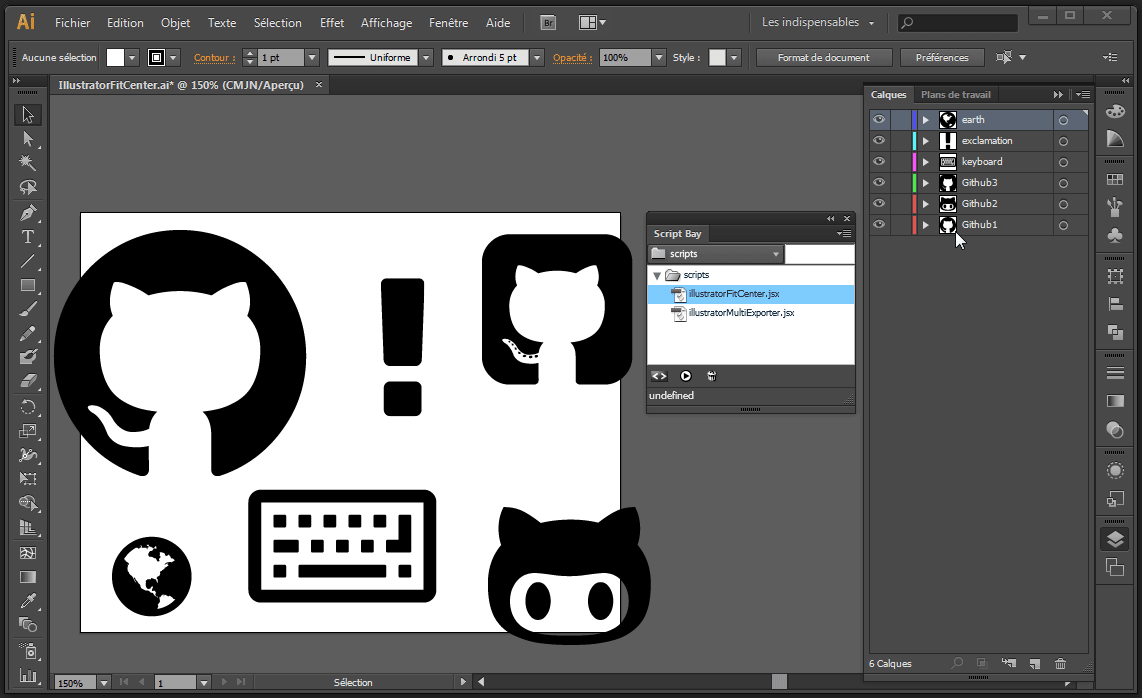 Ai Fichier Edition Objet Texte Sélection Effet Affichage Fenêtre Aide Br Les indispensables
Aucune sélection Contour : 1 pt Uniforme Arrondi 5 pt Opacité : 100% Style : Format de document Préférences
IllustratorFitCenter.ai* @ 150% (CMJN/Aperçu) ×
Calques Plans de travail
earth
exclamation
keyboard
Github3
Github2
Github1
Script Bay
scripts
scripts
illustratorFitCenter.jsx
illustratorMultiExporter.jsx
undefined
6 Calques
150% 1 Sélection